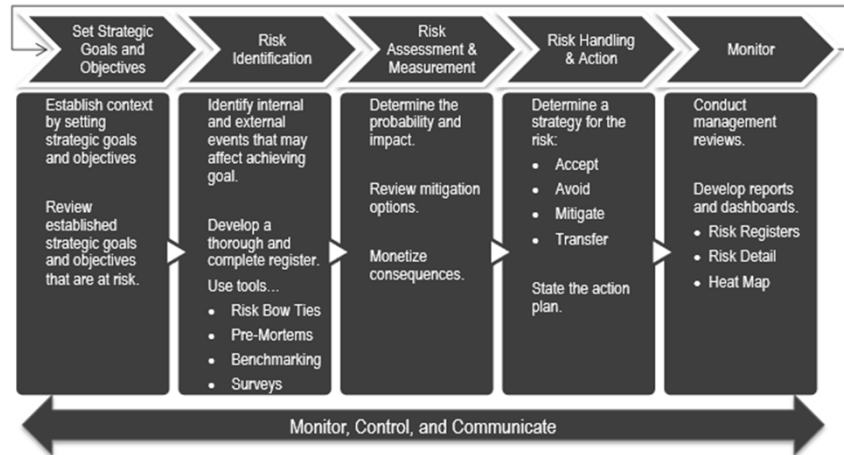 Set Strategic
Goals and
Objectives
Risk
Identification
Risk
Assessment &
Measurement
Risk Handling
& Action
Monitor
Establish context
by setting
strategic goals
and objectives
Review
established
strategic goals
and objectives
that are at risk.
Identify internal
and external
events that may
affect achieving
goal.
Develop a
thorough and
complete register.
Use tools…
• Risk Bow Ties
• Pre-Mortems
• Benchmarking
• Surveys
Determine the
probability and
impact.
Review mitigation
options.
Monetize
consequences.
Determine a
strategy for the
risk:
• Accept
• Avoid
• Mitigate
• Transfer
State the action
plan.
Conduct
management
reviews.
Develop reports
and dashboards.
• Risk Registers
• Risk Detail
• Heat Map
Monitor, Control, and Communicate